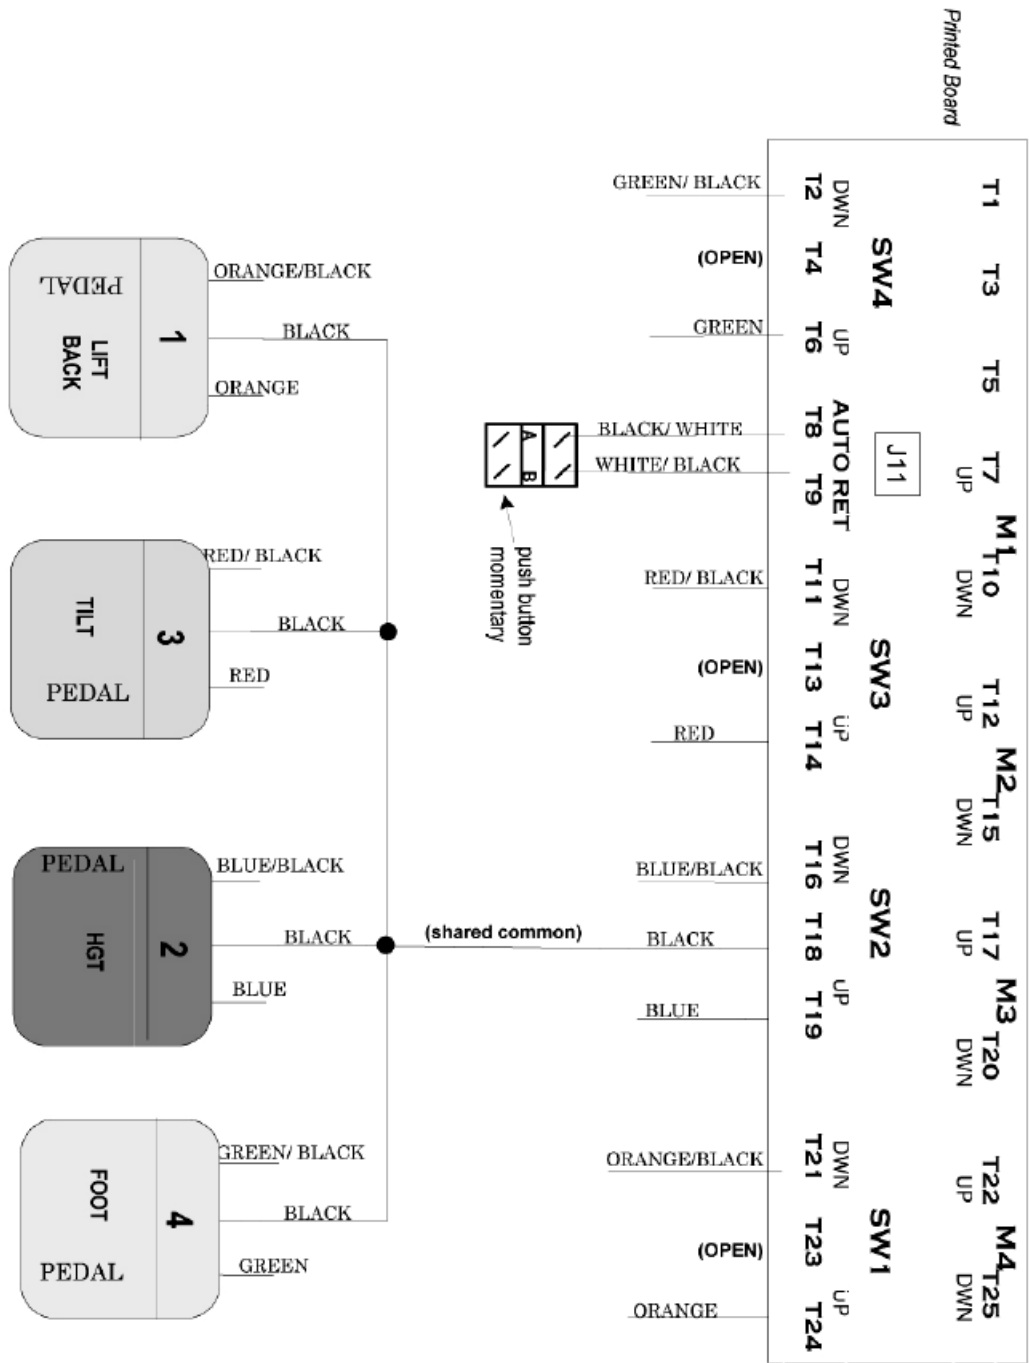 Printed Board
T1
T3
T5
T7
UP
M1
T10
DWN
T12
UP
M2
T15
DWN
T17
UP
M3
T20
DWN
T22
UP
M4
T25
DWN
SW4
J11
SW3
SW2
SW1
GREEN/ BLACK
T2
DWN
(OPEN)
T4
GREEN
T6
UP
BLACK/ WHITE
T8
WHITE/ BLACK
T9
AUTO RET
A
B
push button
momentary
RED/ BLACK
T11
DWN
(OPEN)
T13
RED
T14
UP
BLUE/BLACK
T16
DWN
(shared common)
BLACK
T18
BLUE
T19
UP
ORANGE/BLACK
T21
DWN
(OPEN)
T23
ORANGE
T24
UP
PEDAL
1
LIFT
BACK
ORANGE/BLACK
BLACK
ORANGE
TILT
3
PEDAL
RED/ BLACK
BLACK
RED
PEDAL
2
HGT
BLUE/BLACK
BLACK
BLUE
FOOT
4
PEDAL
GREEN/ BLACK
BLACK
GREEN